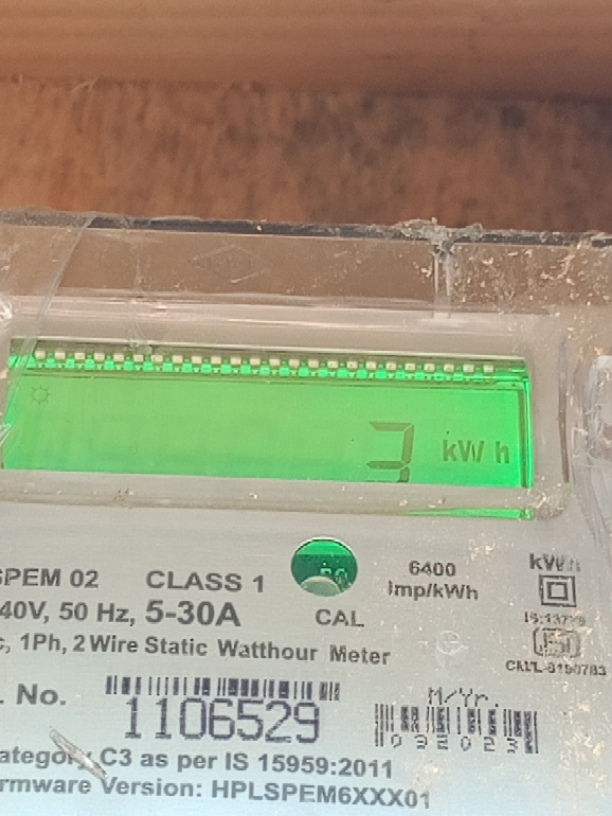 3 kWh
SPEM 02 CLASS 1
6400
Imp/kWh
kWh
40V, 50 Hz, 5-30A
CAL
c, 1Ph, 2 Wire Static Watthour Meter
. No.
1106529
M/Yr.
032023
ategory C3 as per IS 15959:2011
rmware Version: HPLSPEM6XXX01